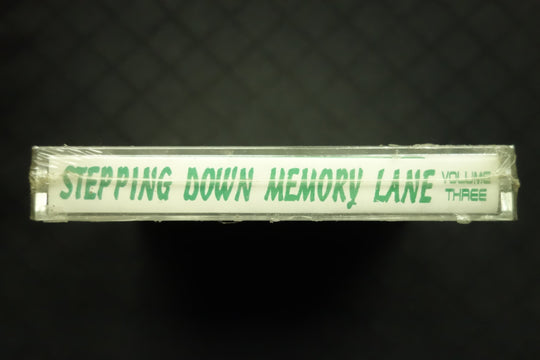 STEPPING DOWN MEMORY LANE
VOLUME
THREE